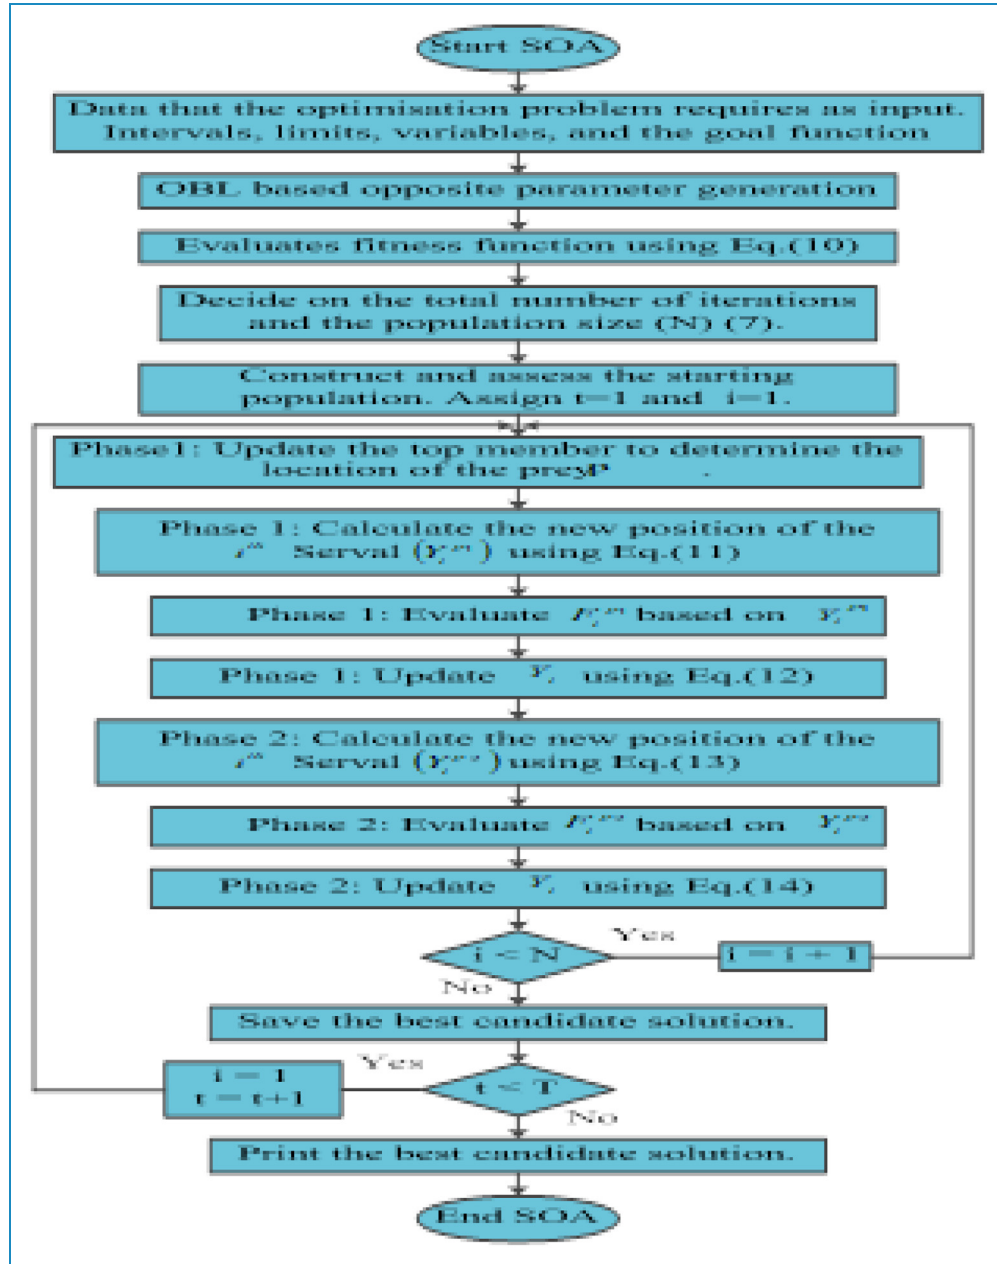 Start SOA
Data that the optimisation problem requires as input.
Intervals, limits, variables, and the goal function
OBL based opposite parameter generation
Evaluates fitness function using Eq.(10)
Decide on the total number of iterations
and the population size (N) (7).
Construct and assess the starting
population. Assign t=1 and i=1.
Phase1: Update the top member to determine the
location of the prey P .
Phase 1: Calculate the new position of the
Serval using Eq.(11)
Phase 1: Evaluate based on
Phase 1: Update using Eq.(12)
Phase 2: Calculate the new position of the
Serval using Eq.(13)
Phase 2: Evaluate based on
Phase 2: Update using Eq.(14)
i < N
Yes
i = i + 1
No
Save the best candidate solution.
Yes
i = 1
t = t+1
t < T
No
Print the best candidate solution.
End SOA